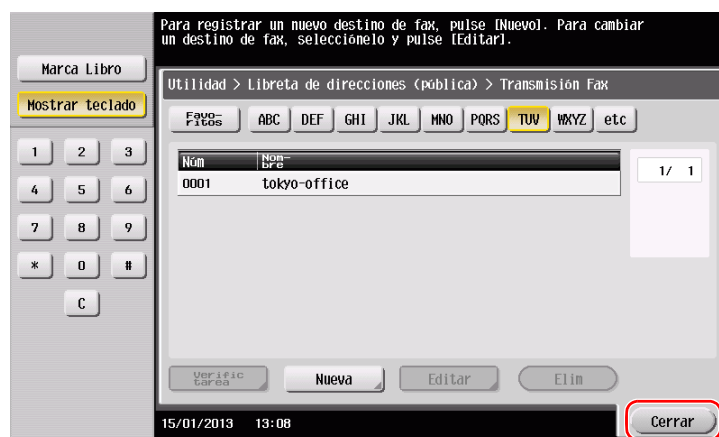 Para registrar un nuevo destino de fax, pulse [Nuevo]. Para cambiar
un destino de fax, selecciónelo y pulse [Editar].
Marca Libro
Mostrar teclado
Utilidad > Libreta de direcciones (pública) > Transmisión Fax
Favo-
ritos
ABC DEF GHI JKL MNO PQRS TUV WXYZ etc
1 2 3
4 5 6
7 8 9
* 0 #
C
Núm Nom-
bre
0001 tokyo-office
1/ 1
Verific
tarea
Nueva Editar Elim
15/01/2013 13:08
Cerrar